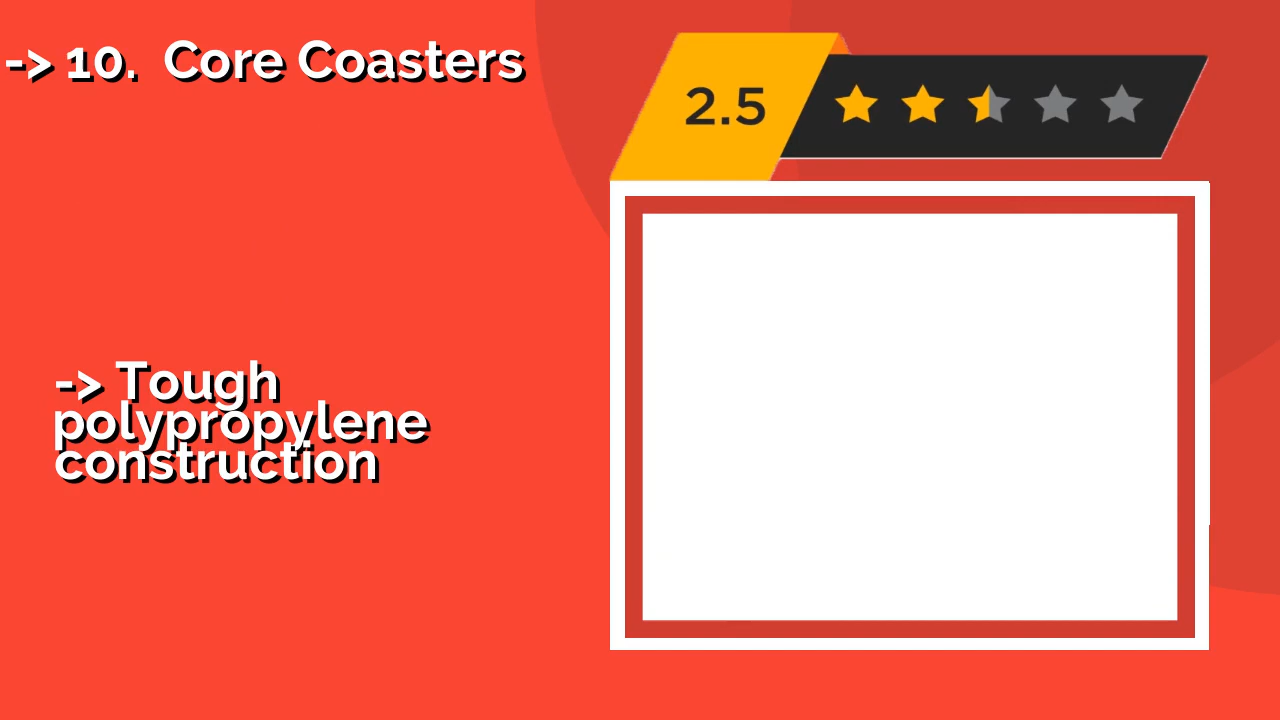 -> 10.  Core Coasters
2.5
-> Tough
polypropylene
construction